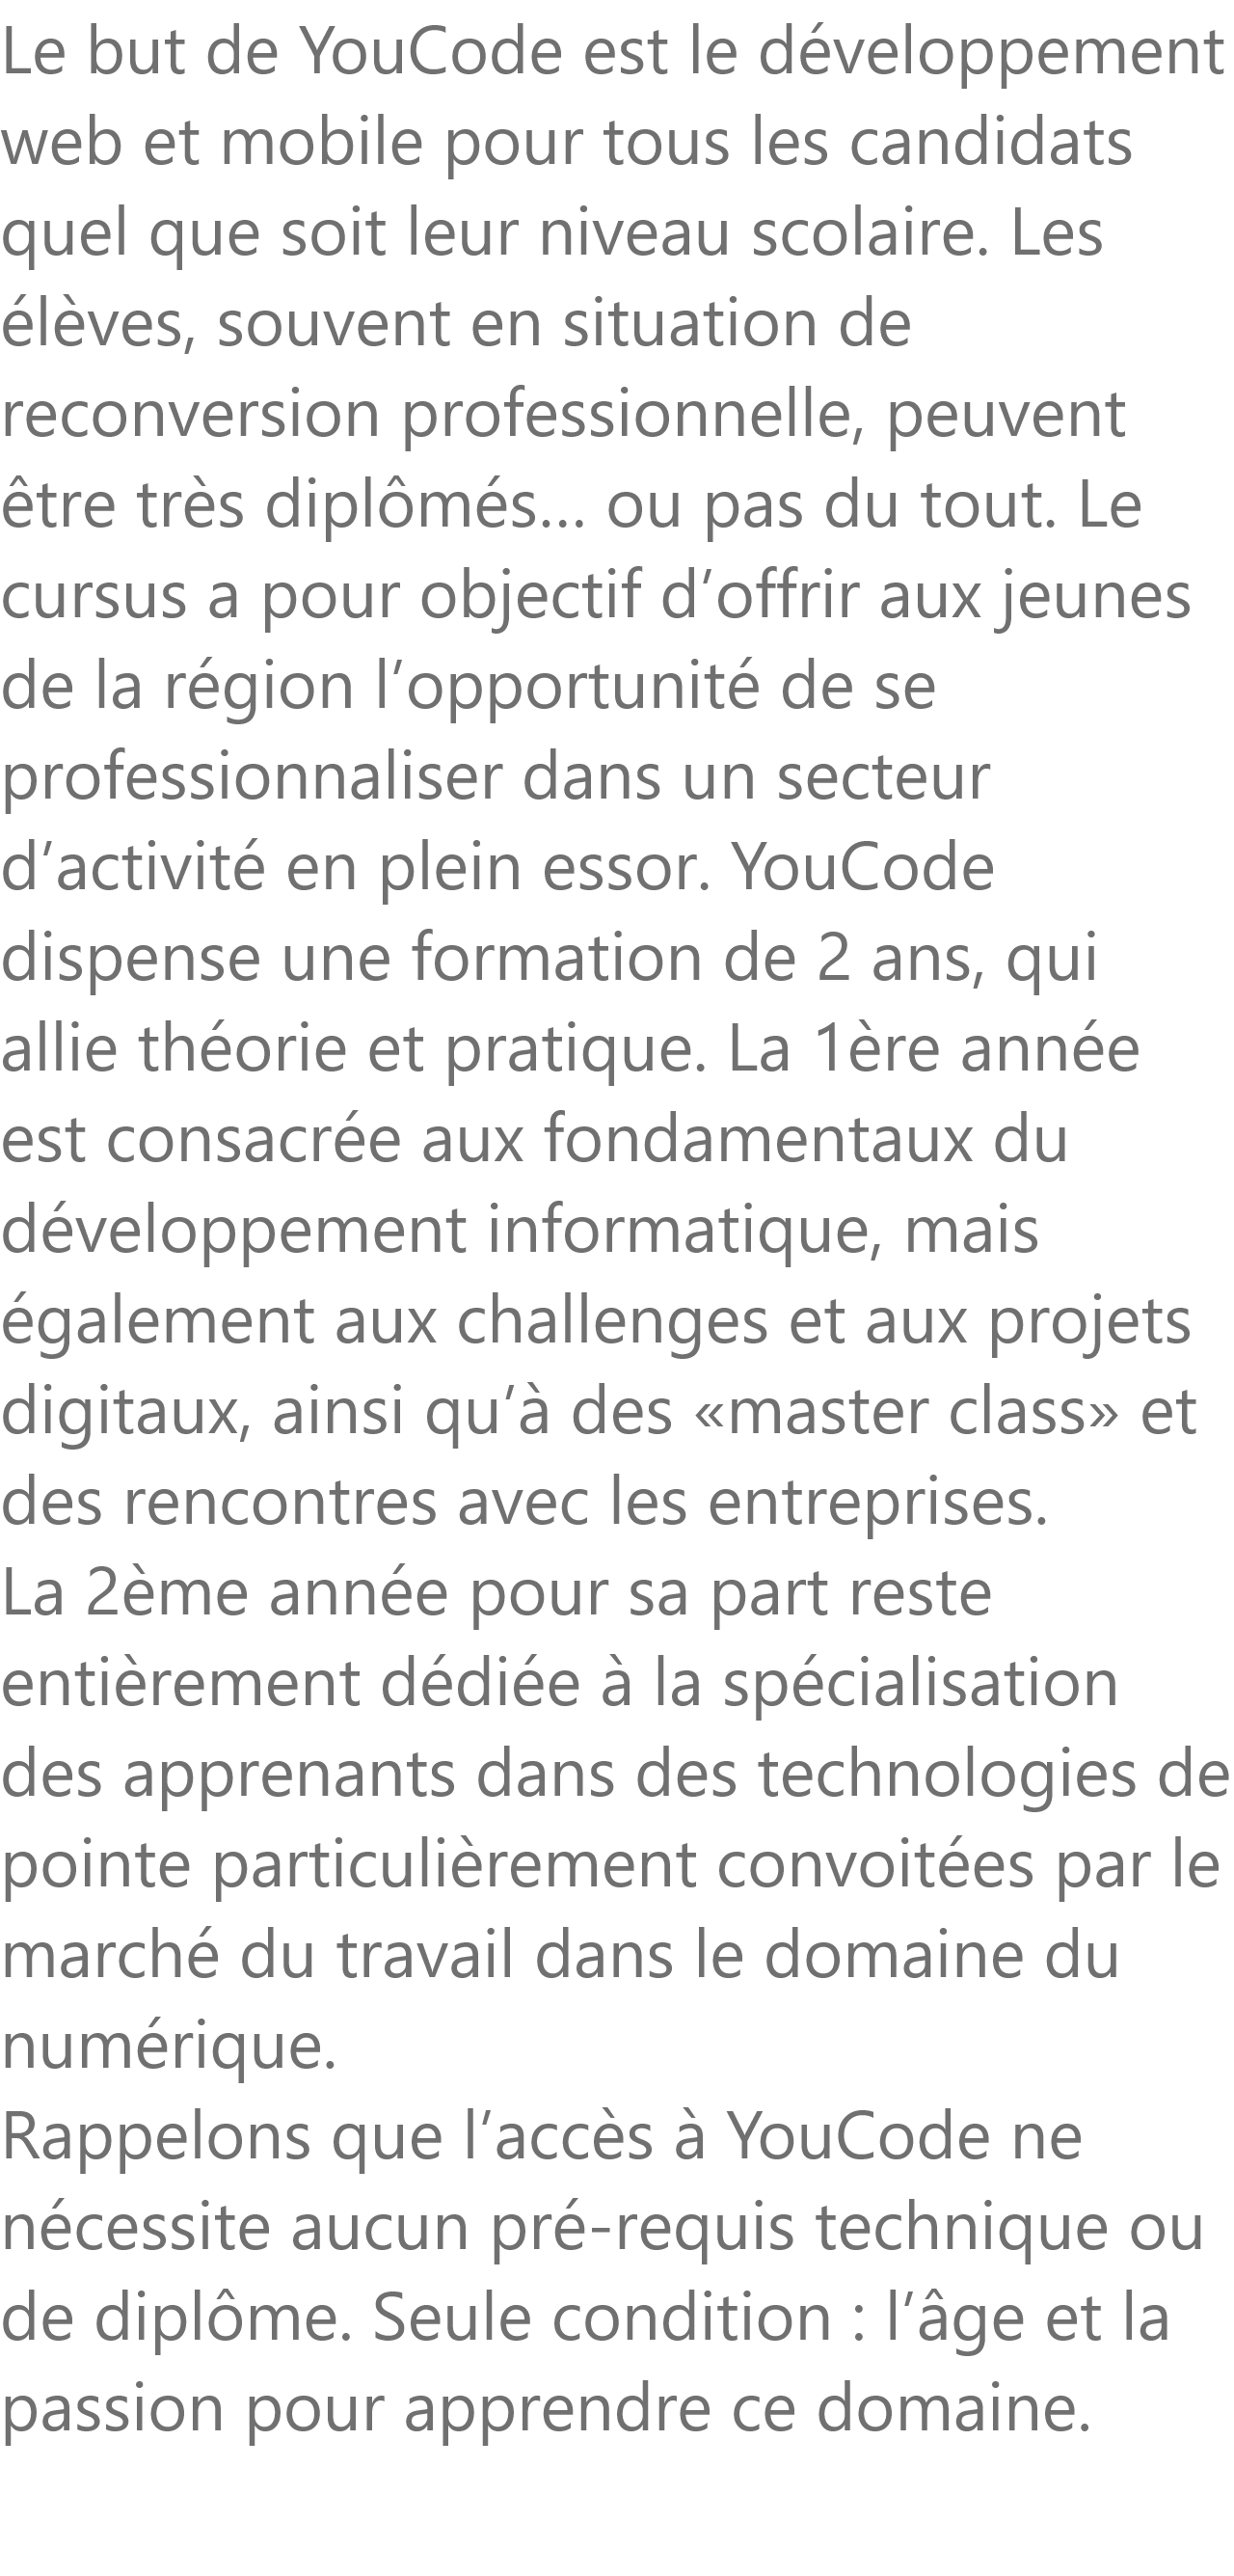 Le but de YouCode est le développement
web et mobile pour tous les candidats
quel que soit leur niveau scolaire. Les
élèves, souvent en situation de
reconversion professionnelle, peuvent
être très diplômés... ou pas du tout. Le
cursus a pour objectif d’offrir aux jeunes
de la région l’opportunité de se
professionnaliser dans un secteur
d’activité en plein essor. YouCode
dispense une formation de 2 ans, qui
allie théorie et pratique. La 1ère année
est consacrée aux fondamentaux du
développement informatique, mais
également aux challenges et aux projets
digitaux, ainsi qu’à des «master class» et
des rencontres avec les entreprises.
La 2ème année pour sa part reste
entièrement dédiée à la spécialisation
des apprenants dans des technologies de
pointe particulièrement convoitées par le
marché du travail dans le domaine du
numérique.
Rappelons que l’accès à YouCode ne
nécessite aucun pré-requis technique ou
de diplôme. Seule condition : l’âge et la
passion pour apprendre ce domaine.